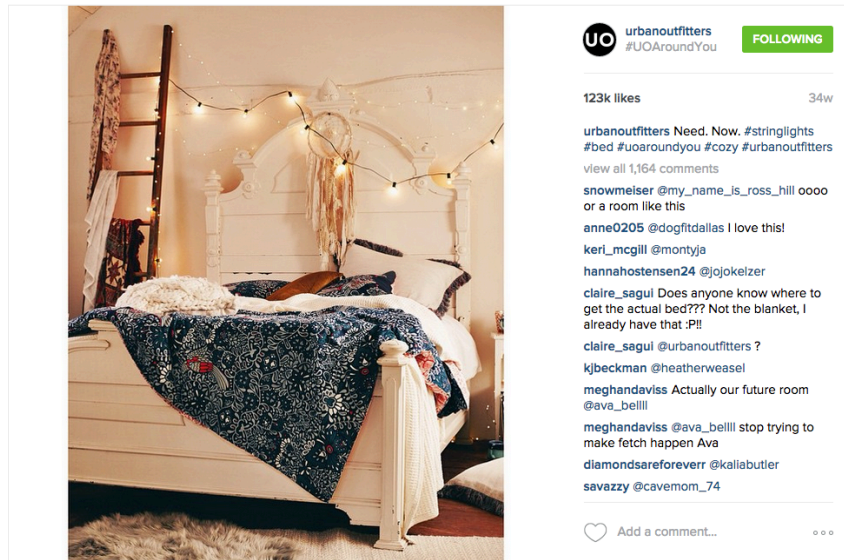 UO
urbanoutfitters
#UOAroundYou
FOLLOWING
123k likes
34w
urbanoutfitters Need. Now. #stringlights
#bed #uoaroundyou #cozy #urbanoutfitters
view all 1,164 comments
snowmeiser @my_name_is_ross_hill oooo
or a room like this
anne0205 @dogfitdallas I love this!
keri_mcgill @montyja
hannahostensen24 @jojokelzer
claire_sagui Does anyone know where to
get the actual bed??? Not the blanket, I
already have that :P!!
claire_sagui @urbanoutfitters ?
kjbeckman @heatherweasel
meghandaviss Actually our future room
@ava_bellll
meghandaviss @ava_bellll stop trying to
make fetch happen Ava
diamondsareforeverr @kaliabutler
savazzy @cavemom_74
Add a comment...